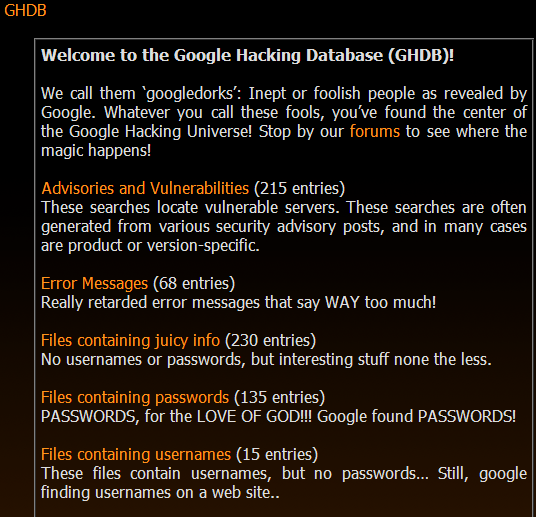 GHDB
Welcome to the Google Hacking Database (GHDB)!
We call them ‘googledorks’: Inept or foolish people as revealed by
Google. Whatever you call these fools, you’ve found the center of
the Google Hacking Universe! Stop by our forums to see where the
magic happens!
Advisories and Vulnerabilities (215 entries)
These searches locate vulnerable servers. These searches are often
generated from various security advisory posts, and in many cases
are product or version-specific.
Error Messages (68 entries)
Really retarded error messages that say WAY too much!
Files containing juicy info (230 entries)
No usernames or passwords, but interesting stuff none the less.
Files containing passwords (135 entries)
PASSWORDS, for the LOVE OF GOD!!! Google found PASSWORDS!
Files containing usernames (15 entries)
These files contain usernames, but no passwords... Still, google
finding usernames on a web site..